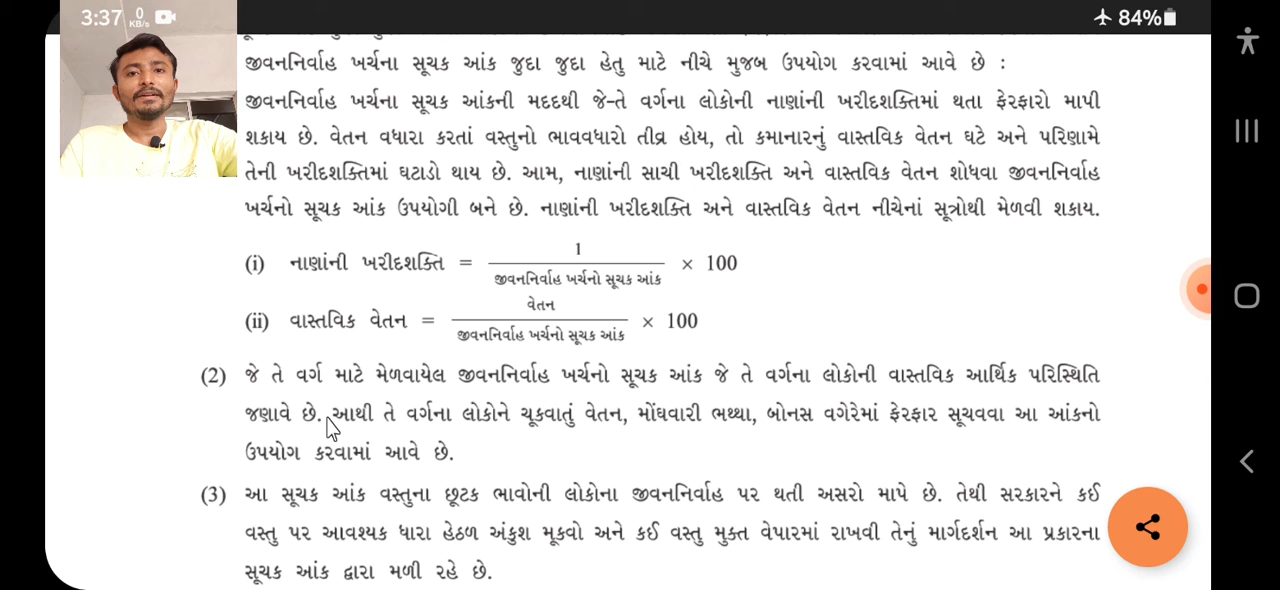 3:37 0 KB/s 84%
જીવનનિર્વાહ ખર્ચના સૂચક આંક જુદા જુદા હેતુ માટે નીચે મુજબ ઉપયોગ કરવામાં આવે છે :
જીવનનિર્વાહ ખર્ચના સૂચક આંકની મદદથી જે-તે વર્ગના લોકોની નાણાંની ખરીદશક્તિમાં થતા ફેરફારો માપી
શકાય છે. વેતન વધારા કરતાં વસ્તુનો ભાવવધારો તીવ્ર હોય, તો કમાનારનું વાસ્તવિક વેતન ઘટે અને પરિણામે
તેની ખરીદશક્તિમાં ઘટાડો થાય છે. આમ, નાણાંની સાચી ખરીદશક્તિ અને વાસ્તવિક વેતન શોધવા જીવનનિર્વાહ
ખર્ચનો સૂચક આંક ઉપયોગી બને છે. નાણાંની ખરીદશક્તિ અને વાસ્તવિક વેતન નીચેનાં સૂત્રોથી મેળવી શકાય.
1
(i) નાણાંની ખરીદશક્તિ = × 100
જીવનનિર્વાહ ખર્ચનો સૂચક આંક
વેતન
(ii) વાસ્તવિક વેતન = × 100
જીવનનિર્વાહ ખર્ચનો સૂચક આંક
(2) જે તે વર્ગ માટે મેળવાયેલ જીવનનિર્વાહ ખર્ચનો સૂચક આંક જે તે વર્ગના લોકોની વાસ્તવિક આર્થિક પરિસ્થિતિ
જણાવે છે. આથી તે વર્ગના લોકોને ચૂકવાતું વેતન, મોંઘવારી ભથ્થા, બોનસ વગેરેમાં ફેરફાર સૂચવવા આ આંકનો
ઉપયોગ કરવામાં આવે છે.
(3) આ સૂચક આંક વસ્તુના છૂટક ભાવોની લોકોના જીવનનિર્વાહ પર થતી અસરો માપે છે. તેથી સરકારને કઈ
વસ્તુ પર આવશ્યક ધારા હેઠળ અંકુશ મૂકવો અને કઈ વસ્તુ મુક્ત વેપારમાં રાખવી તેનું માર્ગદર્શન આ પ્રકારના
સૂચક આંક દ્વારા મળી રહે છે.